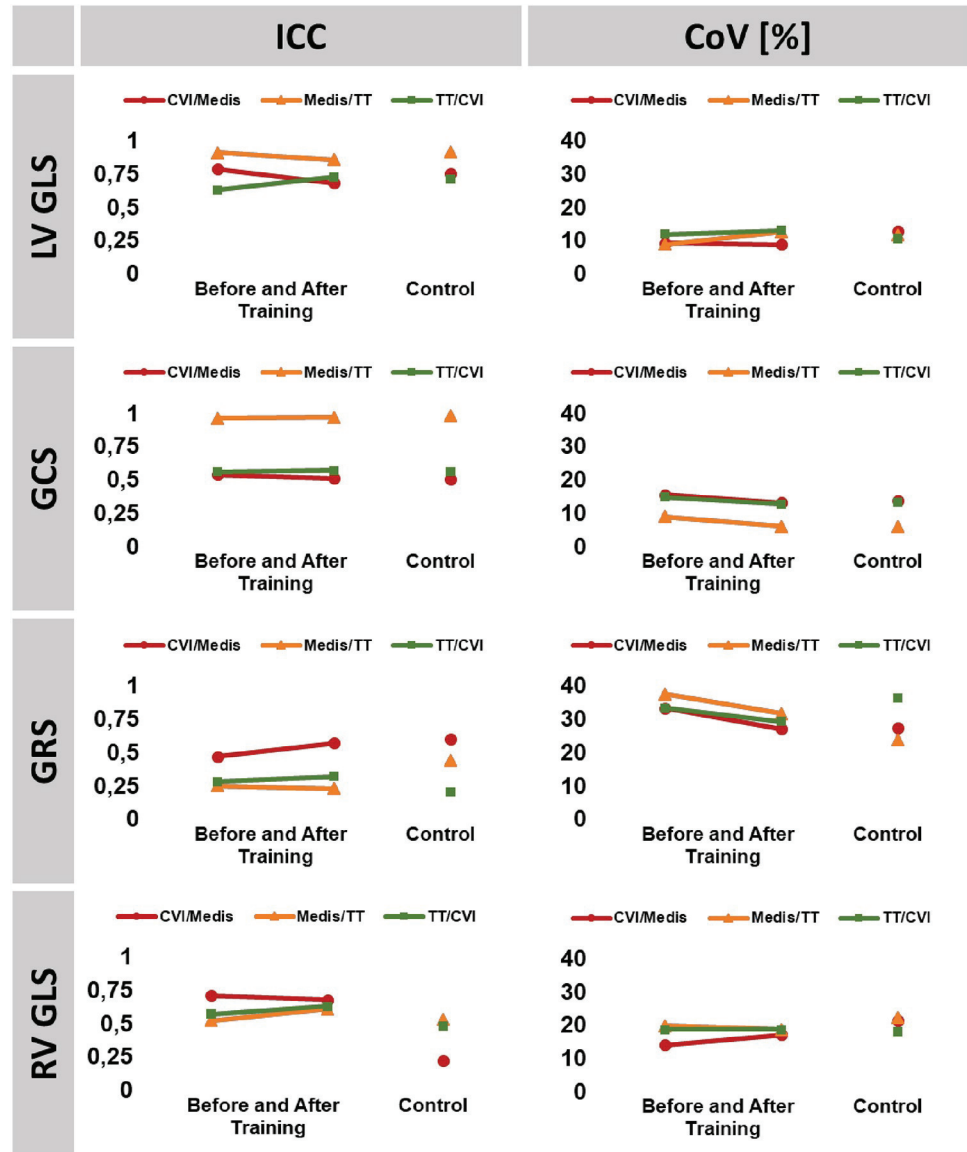 ICC CoV [%]
LV GLS
CVI/Medis Medis/TT TT/CVI
1
0,75
0,5
0,25
0
Before and After Control
Training
CVI/Medis Medis/TT TT/CVI
40
30
20
10
0
Before and After Control
Training
GCS
CVI/Medis Medis/TT TT/CVI
1
0,75
0,5
0,25
0
Before and After Control
Training
CVI/Medis Medis/TT TT/CVI
40
30
20
10
0
Before and After Control
Training
GRS
CVI/Medis Medis/TT TT/CVI
1
0,75
0,5
0,25
0
Before and After Control
Training
CVI/Medis Medis/TT TT/CVI
40
30
20
10
0
Before and After Control
Training
RV GLS
CVI/Medis Medis/TT TT/CVI
1
0,75
0,5
0,25
0
Before and After Control
Training
CVI/Medis Medis/TT TT/CVI
40
30
20
10
0
Before and After Control
Training